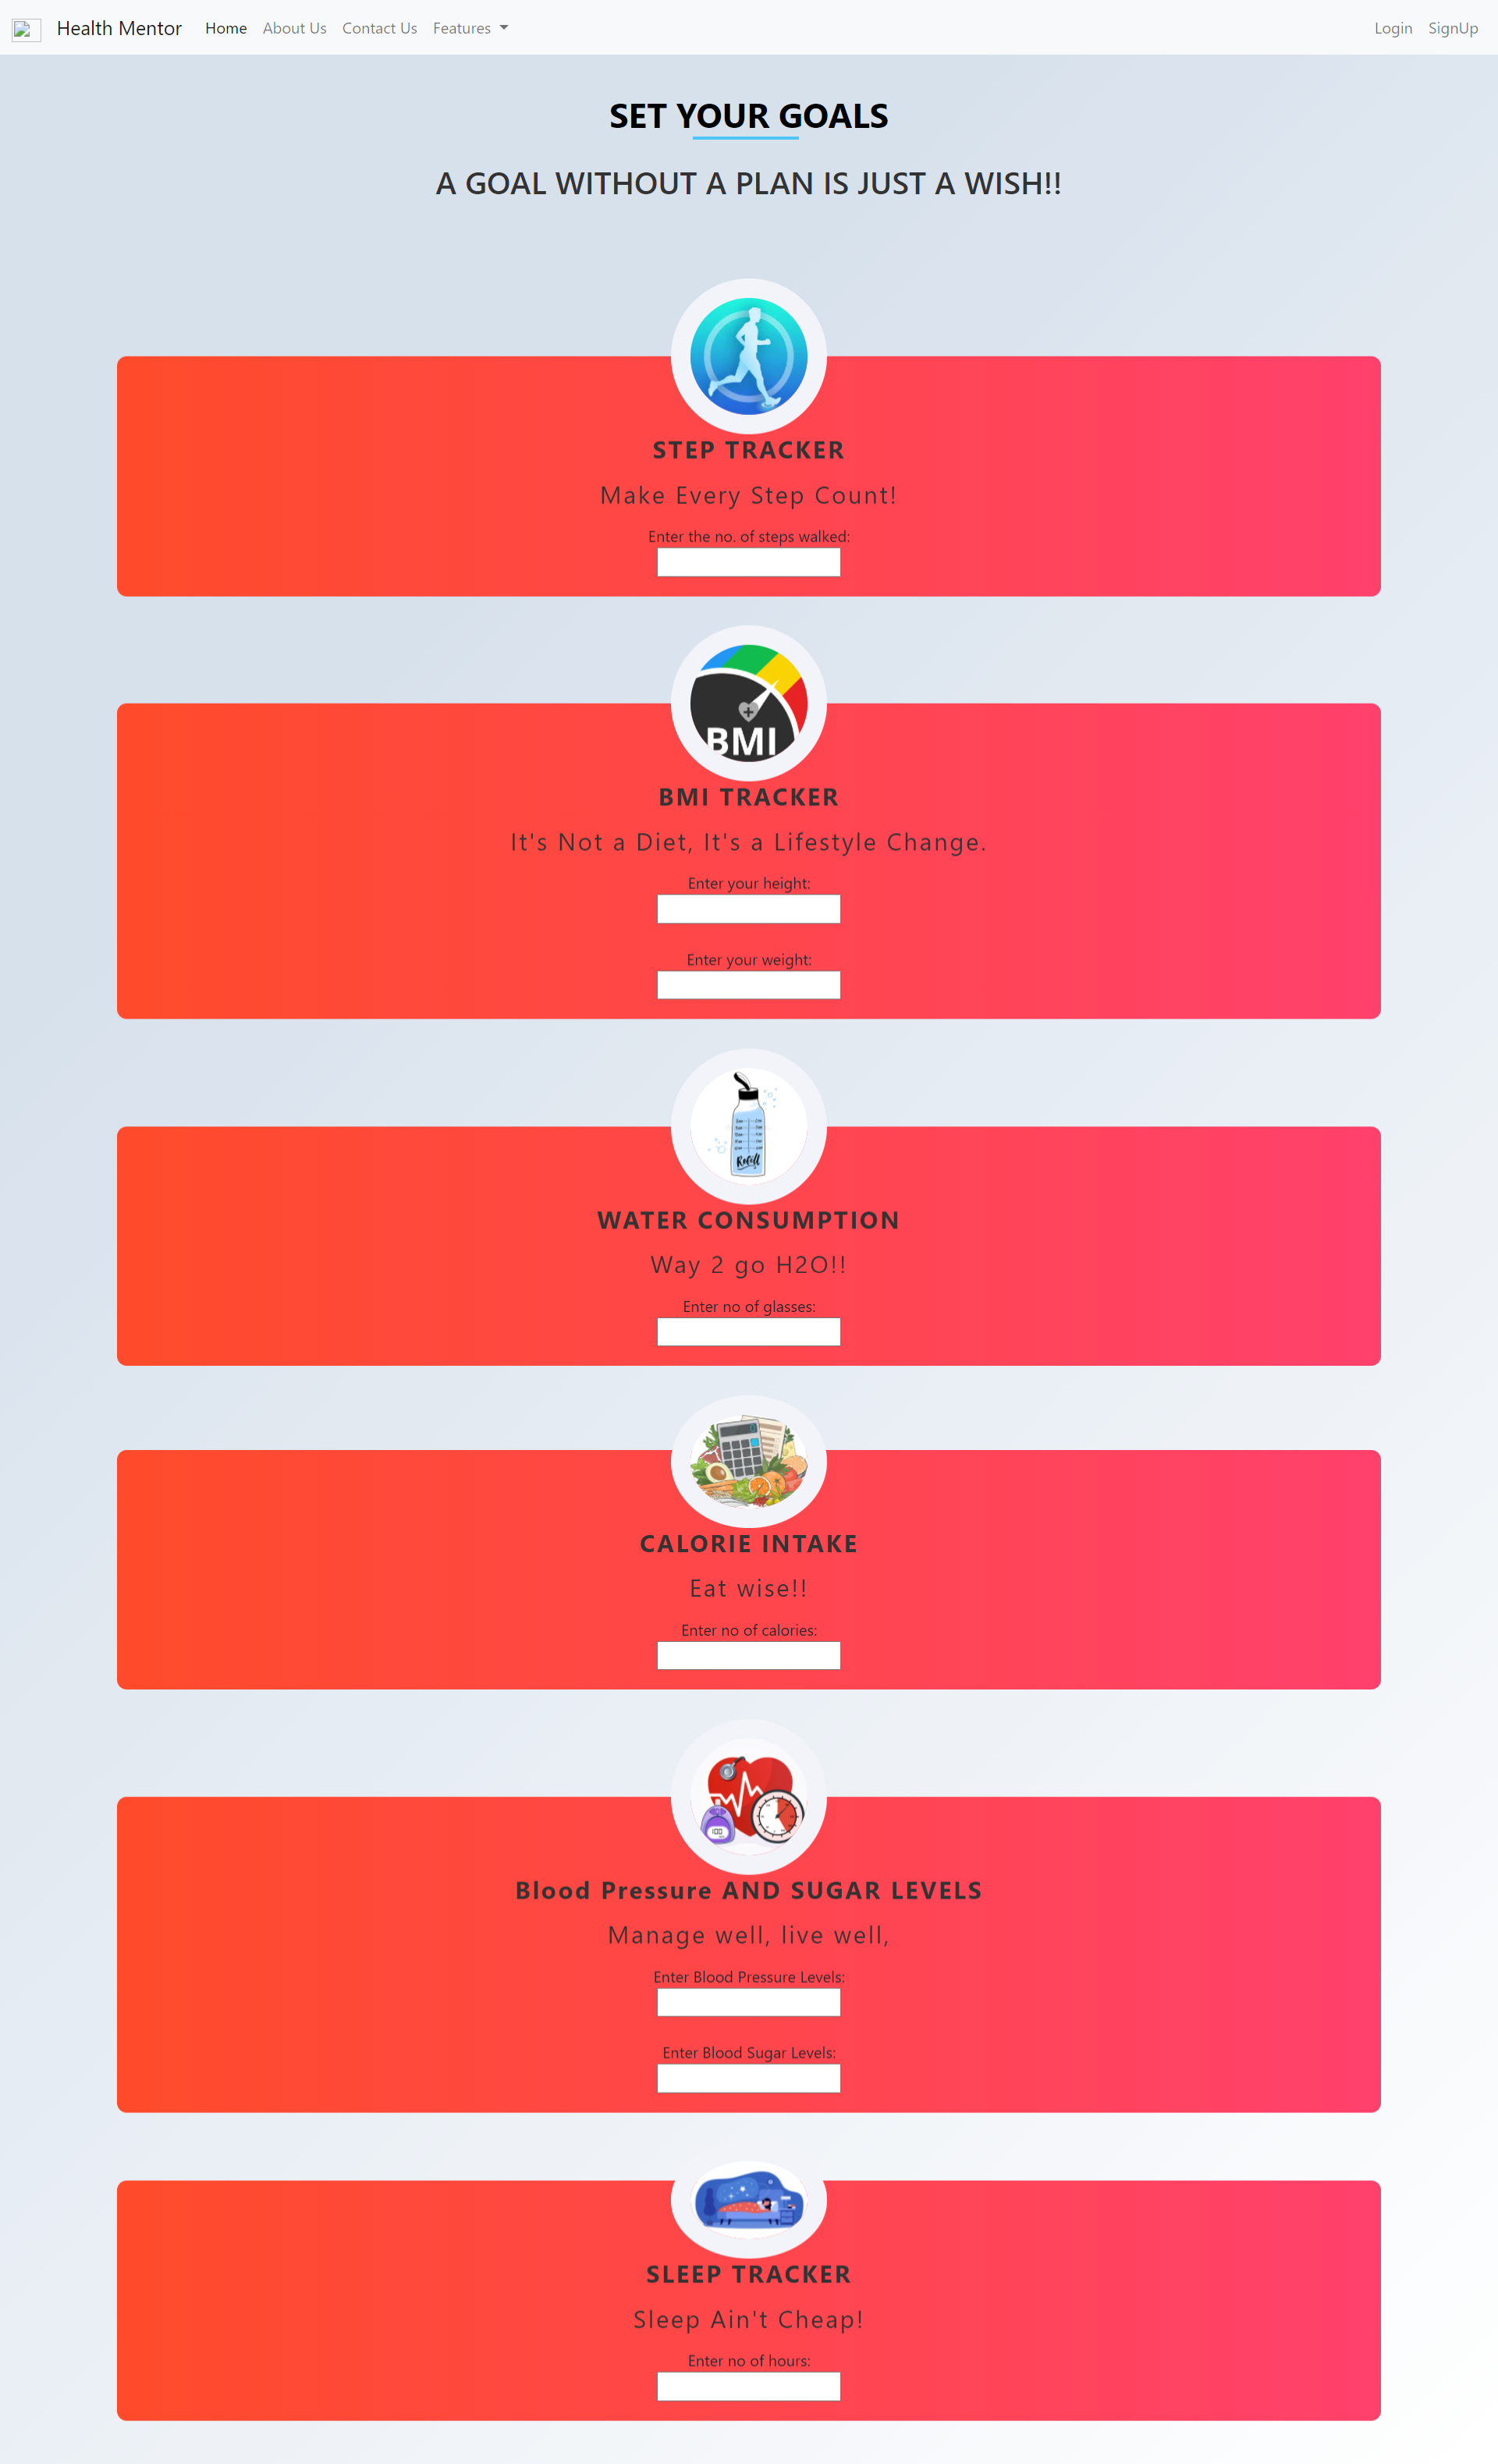 Health Mentor Home About Us Contact Us Features Login SignUp
SET YOUR GOALS
A GOAL WITHOUT A PLAN IS JUST A WISH!!
STEP TRACKER
Make Every Step Count!
Enter the no. of steps walked:
BMI
BMI TRACKER
It's Not a Diet, It's a Lifestyle Change.
Enter your height:
Enter your weight:
Refill
WATER CONSUMPTION
Way 2 go H2O!!
Enter no of glasses:
CALORIE INTAKE
Eat wise!!
Enter no of calories:
100
Blood Pressure AND SUGAR LEVELS
Manage well, live well,
Enter Blood Pressure Levels:
Enter Blood Sugar Levels:
SLEEP TRACKER
Sleep Ain't Cheap!
Enter no of hours: